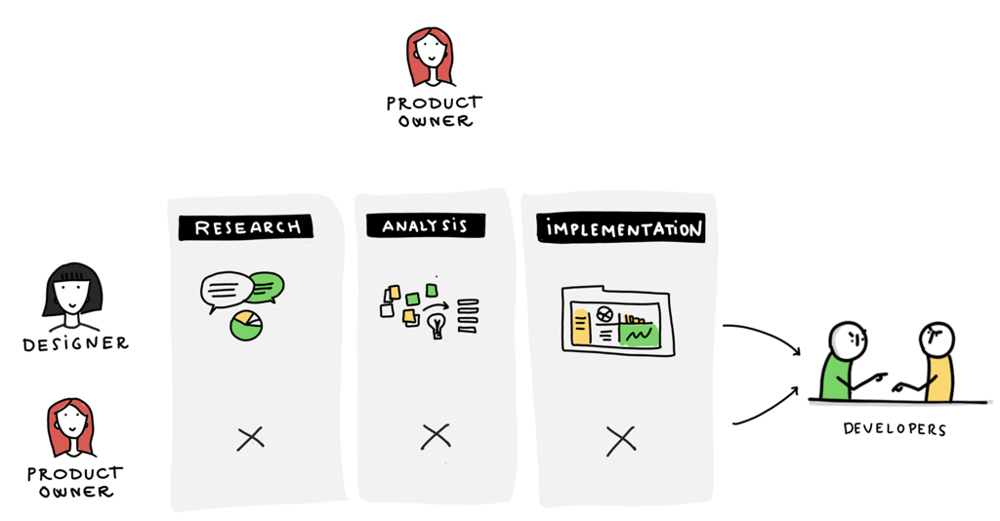 PRODUCT
OWNER
RESEARCH
ANALYSIS
IMPLEMENTATION
DESIGNER
PRODUCT
OWNER
DEVELOPERS